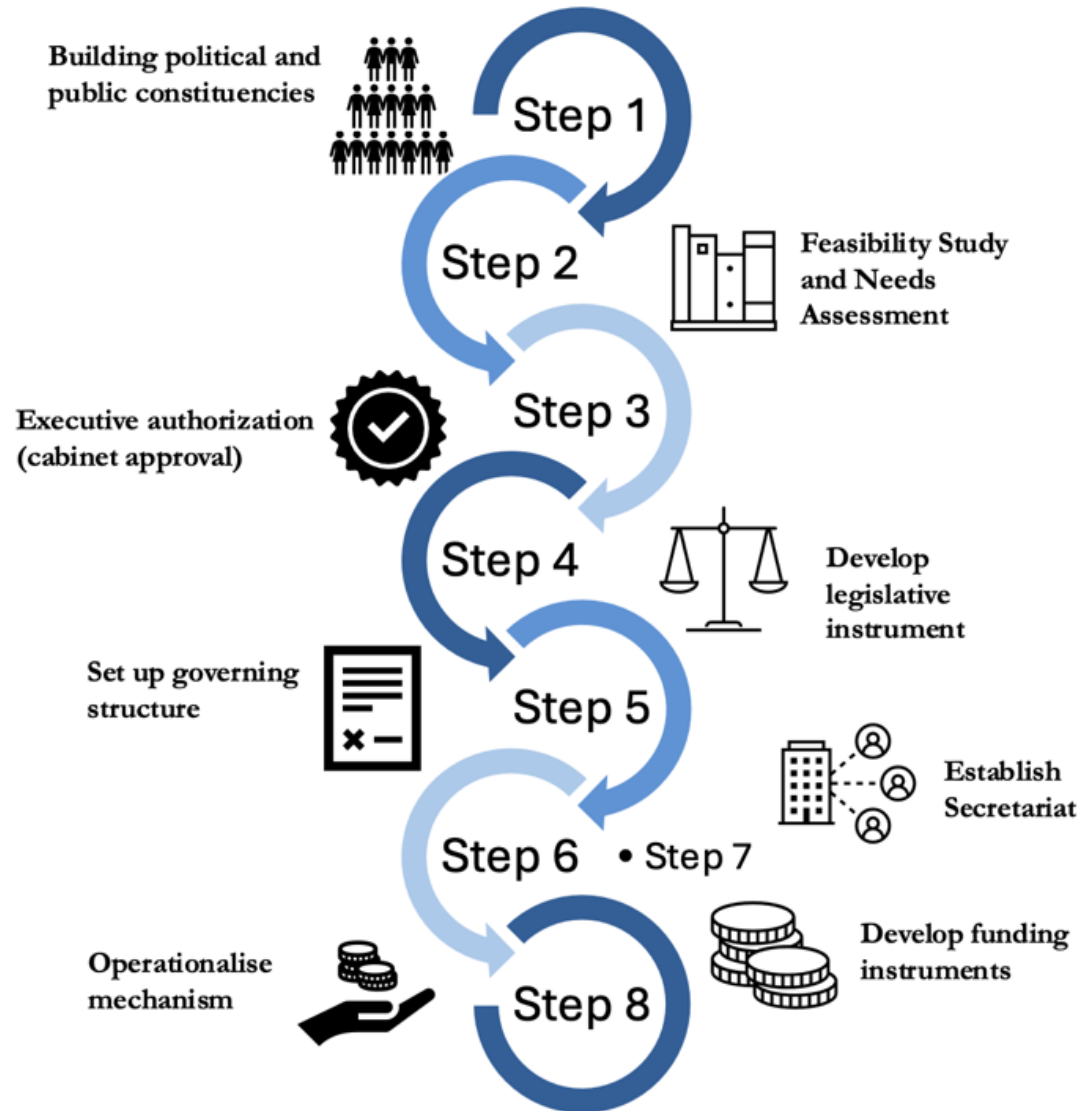 Building political and
public constituencies
Step 1
Step 2
Feasibility Study
and Needs
Assessment
Executive authorization
(cabinet approval)
Step 3
Step 4
Develop
legislative
instrument
Set up governing
structure
Step 5
Establish
Secretariat
Step 6
• Step 7
Develop funding
instruments
Operationalise
mechanism
Step 8